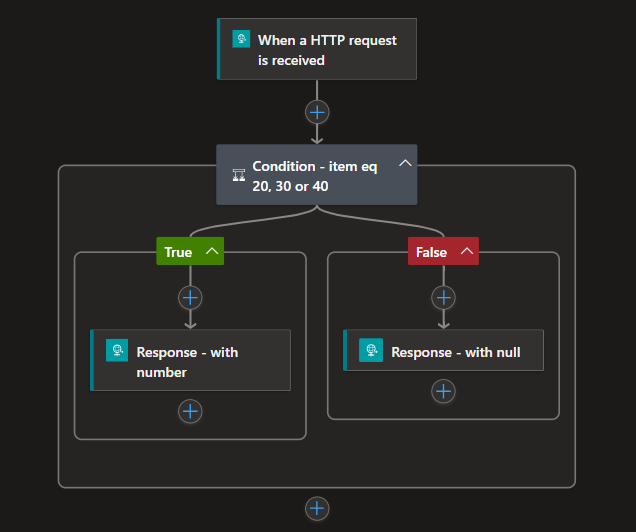 When a HTTP request
is received
Condition - item eq
20, 30 or 40
True
False
Response - with
number
Response - with null